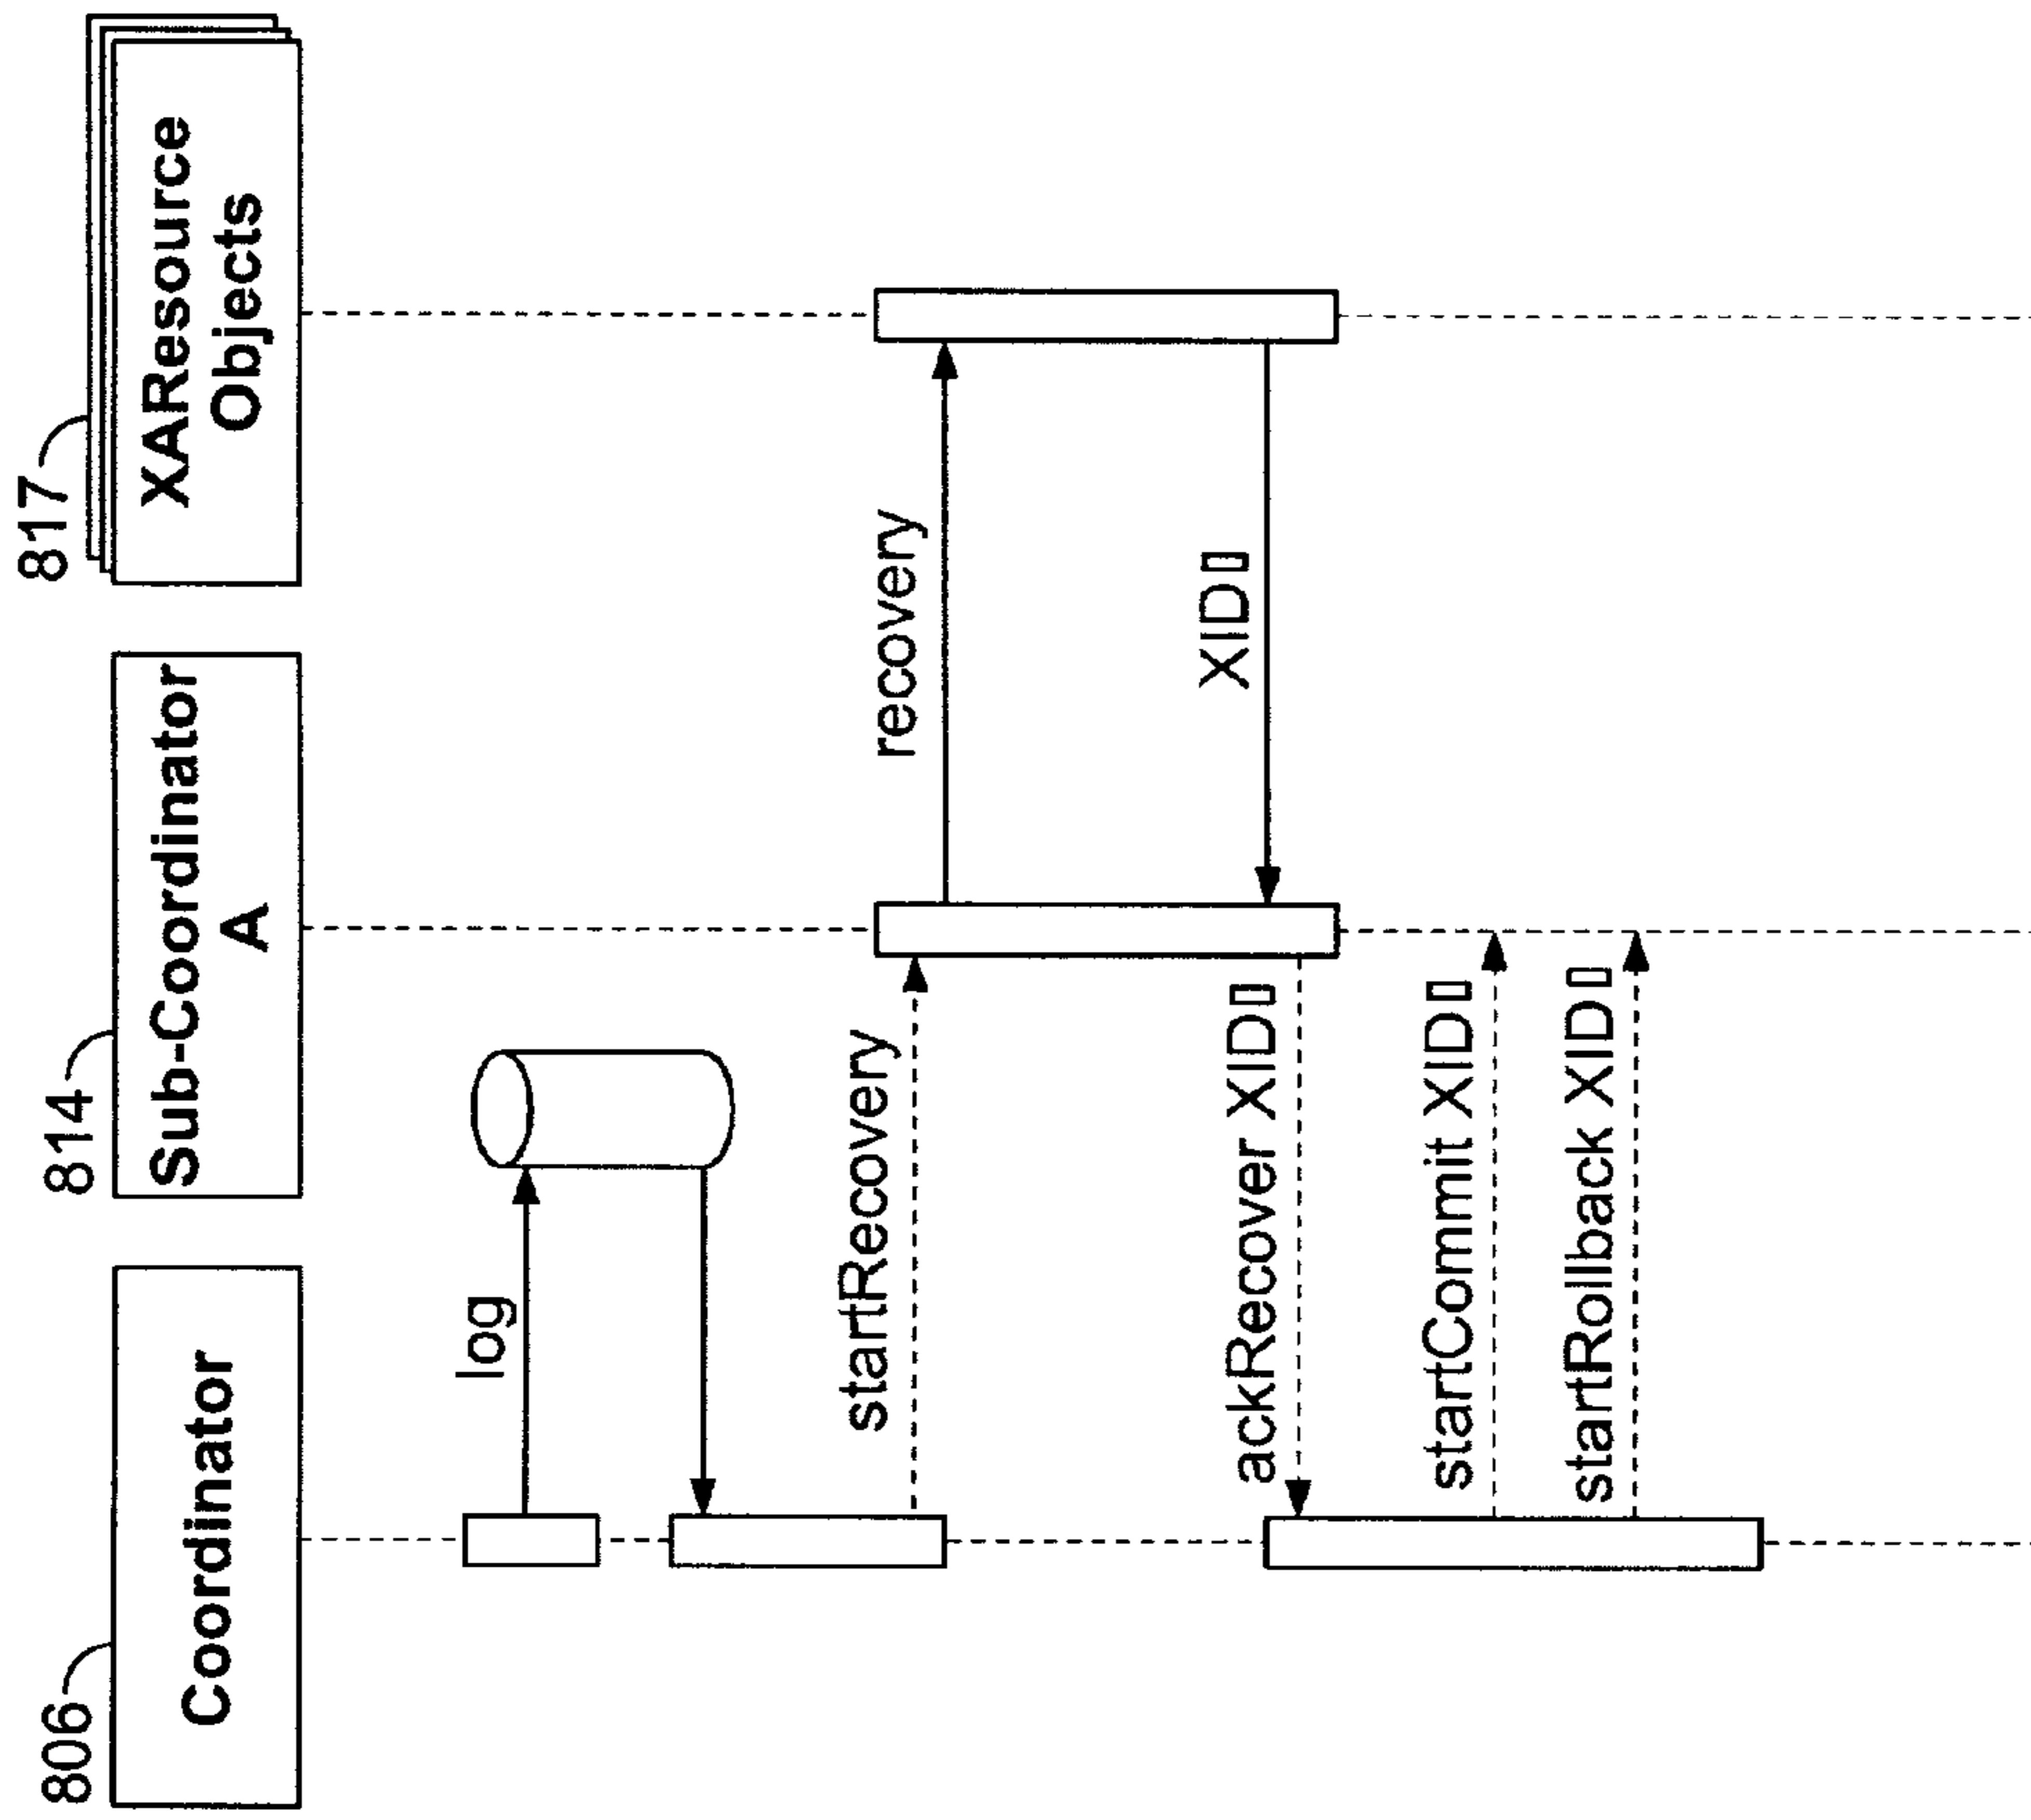 806
Coordinator
814
Sub-Coordinator
A
817
XAResource
Objects
log
startRecovery
recovery
XID[]
ackRecover XID[]
startCommit XID[]
startRollback XID[]